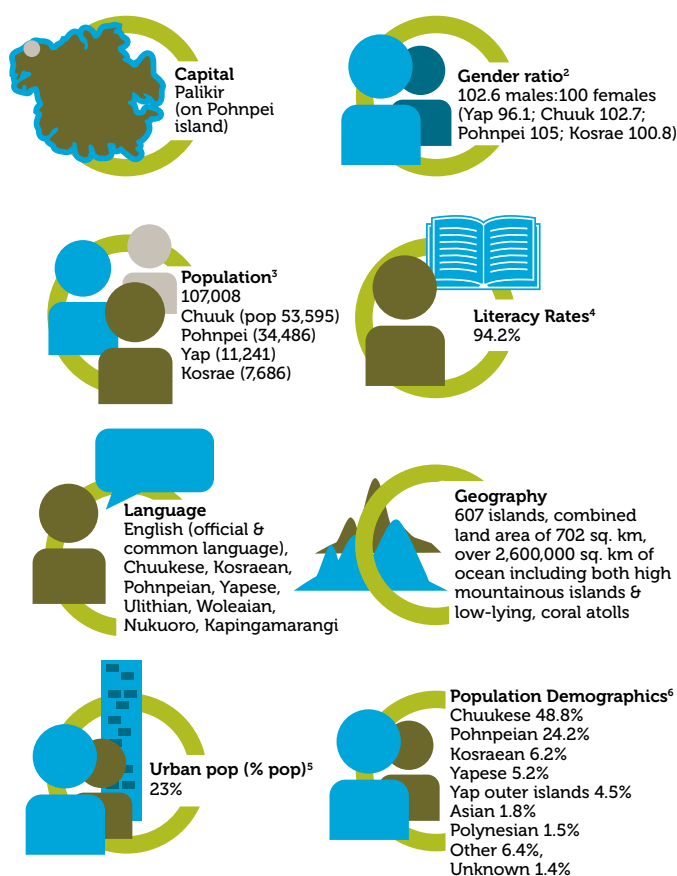 Capital
Palikir
(on Pohnpei
island)
Gender ratio²
102.6 males:100 females
(Yap 96.1; Chuuk 102.7;
Pohnpei 105; Kosrae 100.8)
Population³
107,008
Chuuk (pop 53,595)
Pohnpei (34,486)
Yap (11,241)
Kosrae (7,686)
Literacy Rates⁴
94.2%
Language
English (official &
common language),
Chuukese, Kosraean,
Pohnpeian, Yapese,
Ulithian, Woleaian,
Nukuoro, Kapingamarangi
Geography
607 islands, combined
land area of 702 sq. km,
over 2,600,000 sq. km of
ocean including both high
mountainous islands &
low-lying, coral atolls
Urban pop (% pop)⁵
23%
Population Demographics⁶
Chuukese 48.8%
Pohnpeian 24.2%
Kosraean 6.2%
Yapese 5.2%
Yap outer islands 4.5%
Asian 1.8%
Polynesian 1.5%
Other 6.4%,
Unknown 1.4%